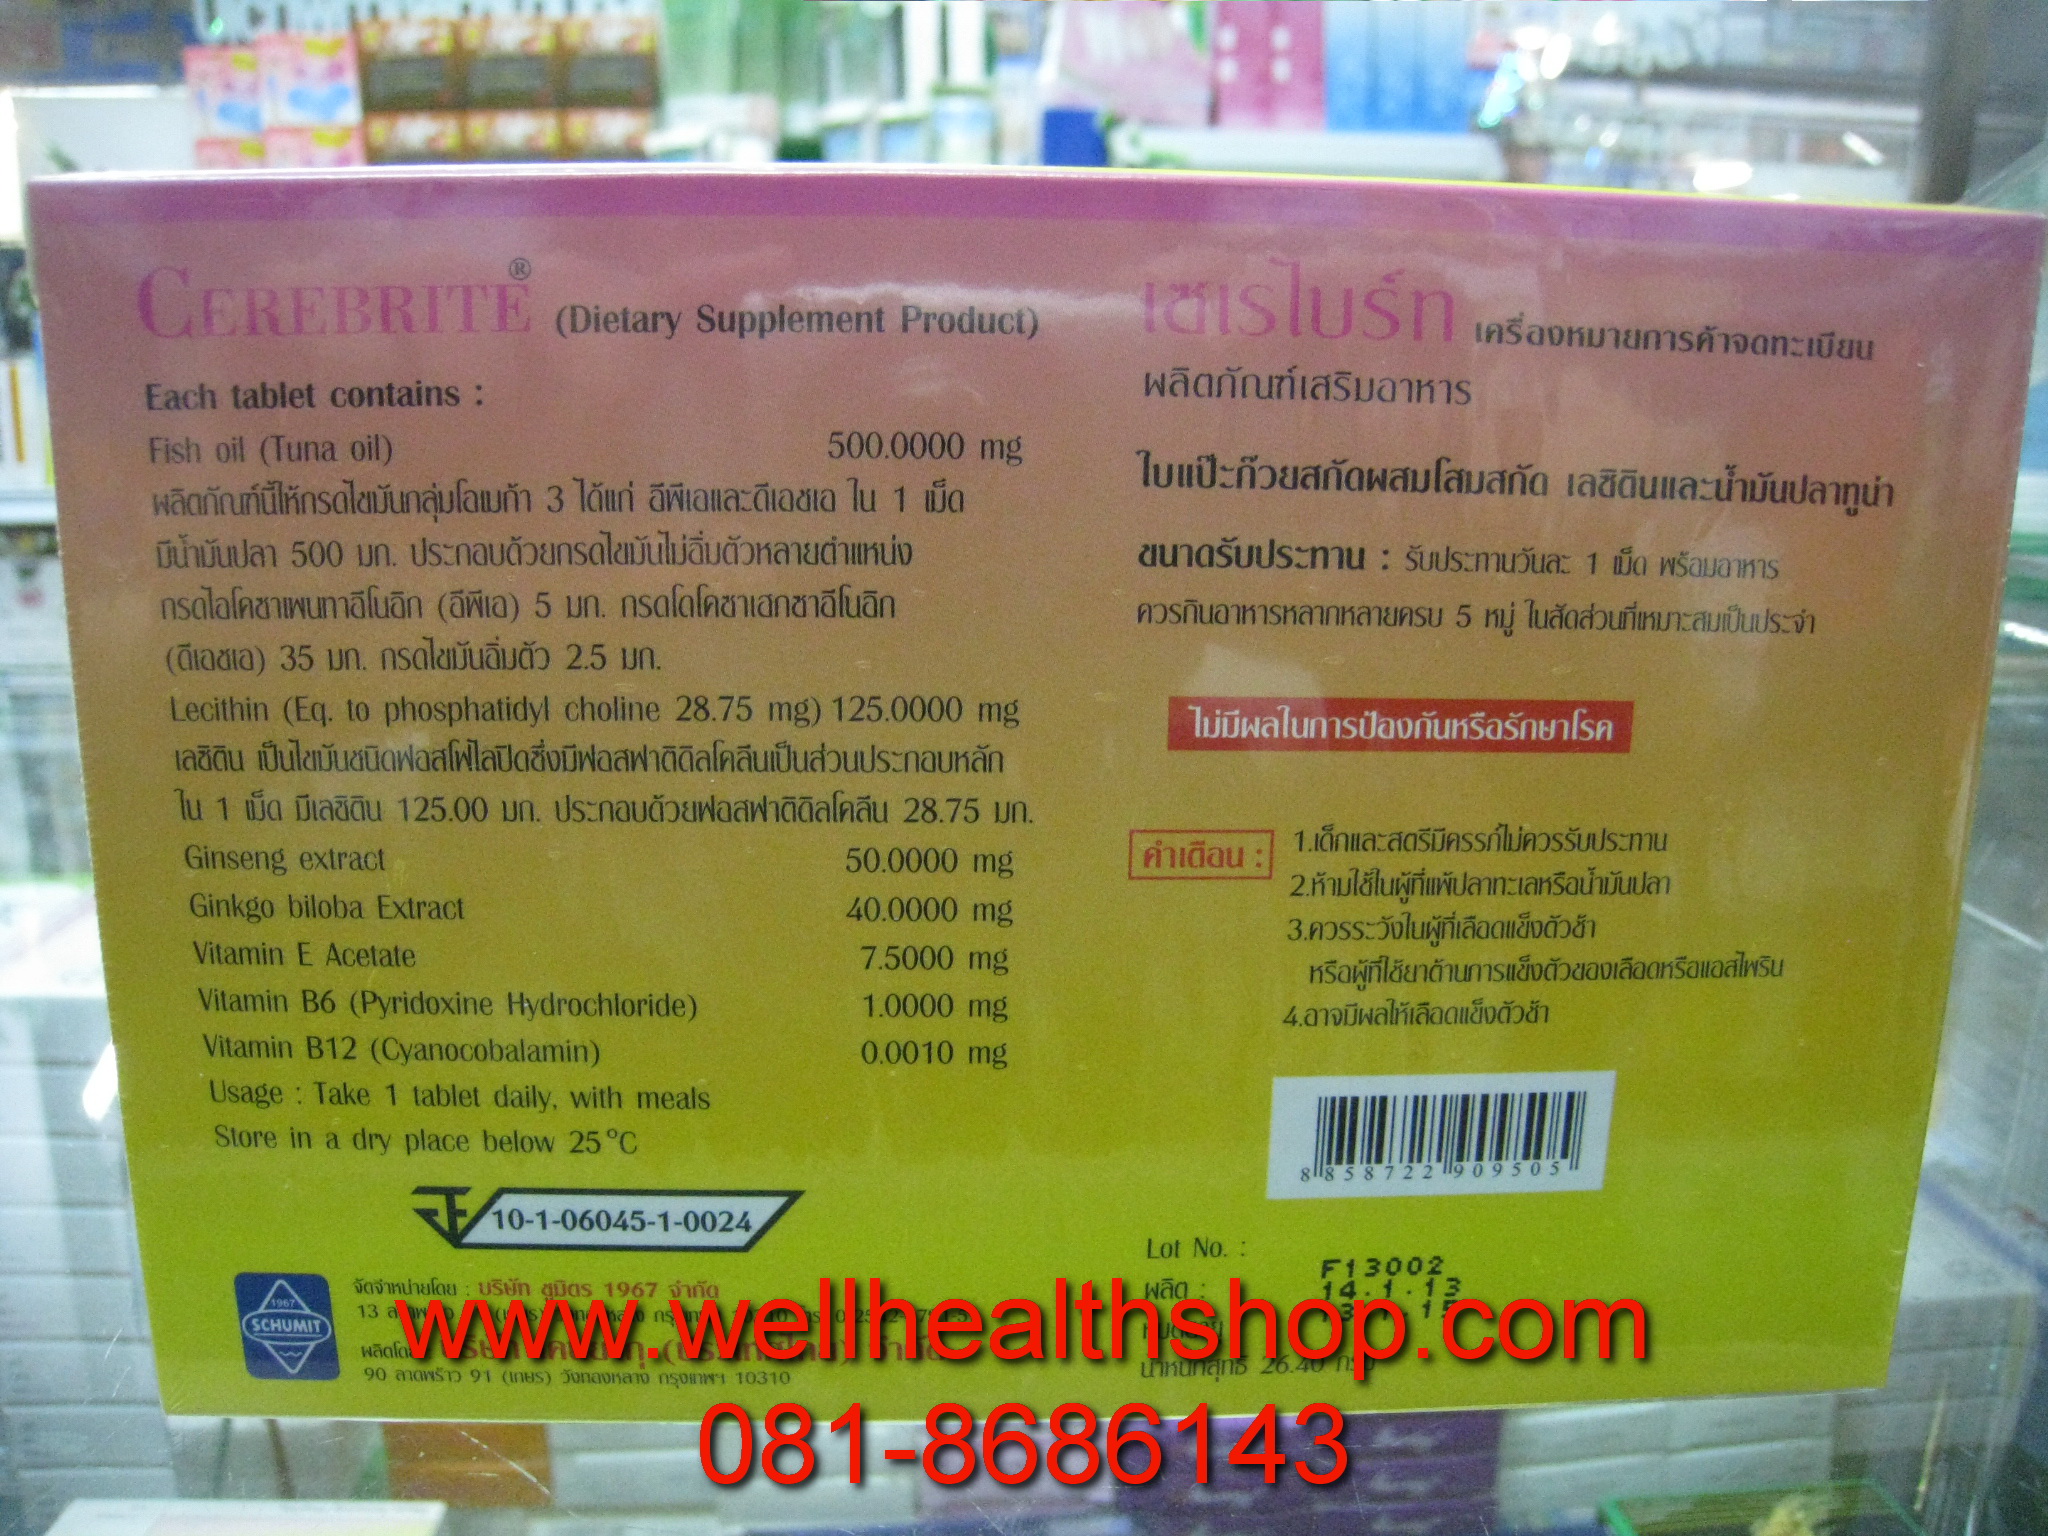 CEREBRITE® (Dietary Supplement Product)
Each tablet contains :
Fish oil (Tuna oil) 500.0000 mg
ผลิตภัณฑ์นี้ให้กรดไขมันกลุ่มโอเมก้า 3 ได้แก่ อีพีเอและดีเอชเอ ใน 1 เม็ด
มีน้ำมันปลา 500 มก. ประกอบด้วยกรดไขมันไม่อิ่มตัวหลายตำแหน่ง
กรดไอโคซาเพนทาอีโนอิก (อีพีเอ) 5 มก. กรดโดโคซาเฮกซาอีโนอิก
(ดีเอชเอ) 35 มก. กรดไขมันอิ่มตัว 2.5 มก.
Lecithin (Eq. to phosphatidyl choline 28.75 mg) 125.0000 mg
เลซิติน เป็นไขมันชนิดฟอสโฟไลปิดซึ่งมีฟอสฟาติดิลโคลีนเป็นส่วนประกอบหลัก
ใน 1 เม็ด มีเลซิติน 125.00 มก. ประกอบด้วยฟอสฟาติดิลโคลีน 28.75 มก.
Ginseng extract 50.0000 mg
Ginkgo biloba Extract 40.0000 mg
Vitamin E Acetate 7.5000 mg
Vitamin B6 (Pyridoxine Hydrochloride) 1.0000 mg
Vitamin B12 (Cyanocobalamin) 0.0010 mg
Usage : Take 1 tablet daily, with meals
Store in a dry place below 25°C
10-1-06045-1-0024
1967
SCHUMIT
จัดจำหน่ายโดย : บริษัท ชูมิตร 1967 จำกัด
13
90 ลาดพร้าว 91 (เกษร) วังทองหลาง กรุงเทพฯ 10310
เซเรไบร์ท เครื่องหมายการค้าจดทะเบียน
ผลิตภัณฑ์เสริมอาหาร
ใบแป๊ะก๊วยสกัดผสมโสมสกัด เลซิตินและน้ำมันปลาทูน่า
ขนาดรับประทาน : รับประทานวันละ 1 เม็ด พร้อมอาหาร
ควรกินอาหารหลากหลายครบ 5 หมู่ ในสัดส่วนที่เหมาะสมเป็นประจำ
ไม่มีผลในการป้องกันหรือรักษาโรค
คำเตือน : 1.เด็กและสตรีมีครรภ์ไม่ควรรับประทาน
2.ห้ามใช้ในผู้ที่แพ้ปลาทะเลหรือน้ำมันปลา
3.ควรระวังในผู้ที่เลือดแข็งตัวช้า
หรือผู้ที่ใช้ยาต้านการแข็งตัวของเลือดหรือแอสไพริน
4.อาจมีผลให้เลือดแข็งตัวช้า
8 858722 909505
Lot No. : F13002
ผลิต : 14.1.13
น้ำหนักสุทธิ 26.40 กรัม
www.wellhealthshop.com
081-8686143